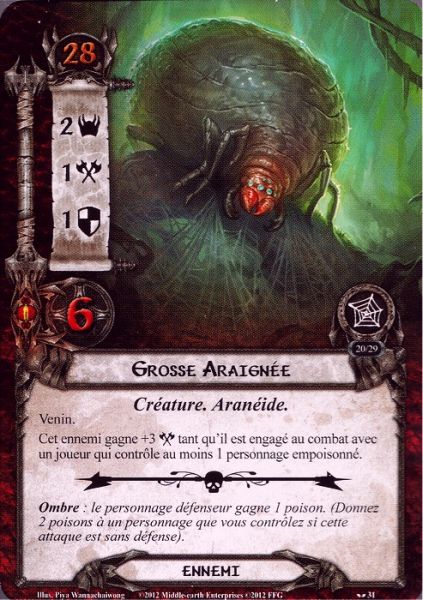 28
2
1
1
6
20/29
Grosse Araignée
Créature. Aranéide.
Venin.
Cet ennemi gagne +3 tant qu'il est engagé au combat avec
un joueur qui contrôle au moins 1 personnage empoisonné.
Ombre : le personnage défenseur gagne 1 poison. (Donnez
2 poisons à un personnage que vous contrôlez si cette
attaque est sans défense).
ENNEMI
Illus. Piya Wannachaiwong ©2012 Middle-earth Enterprises ©2012 FFG 31